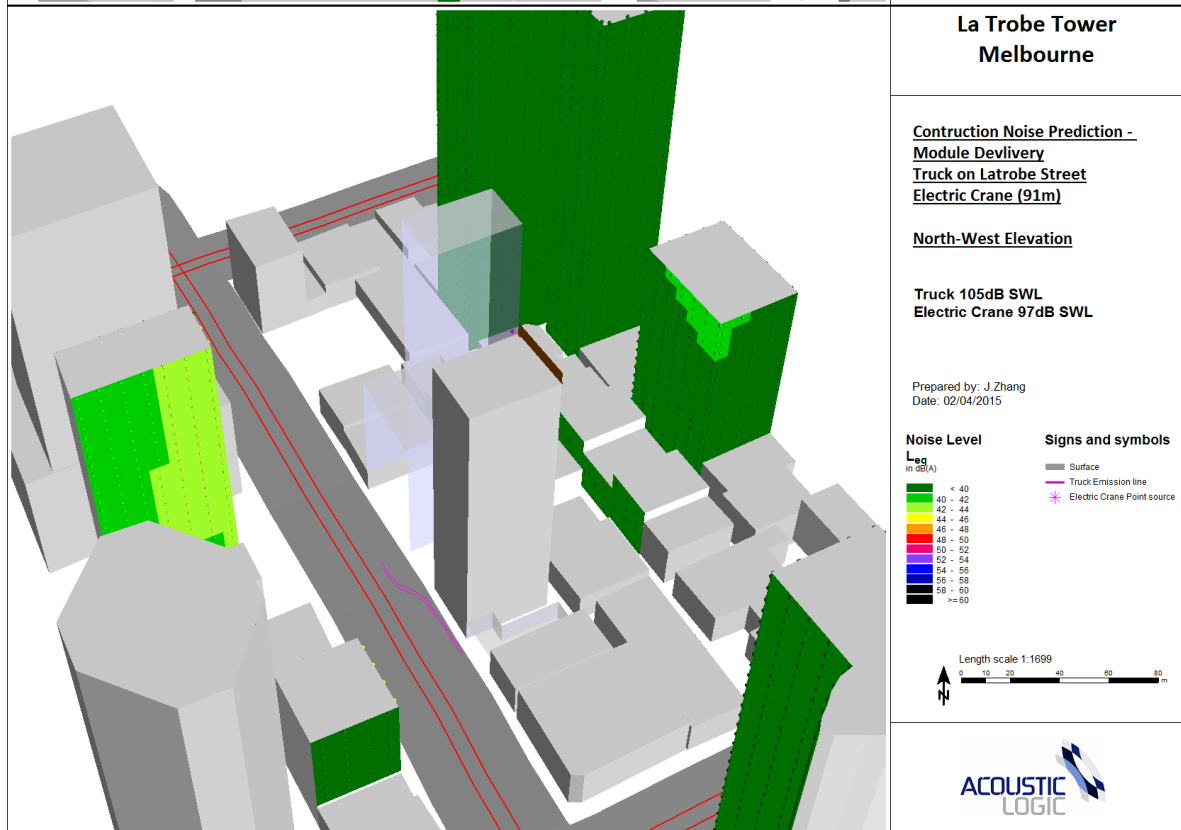 La Trobe Tower
Melbourne
Contruction Noise Prediction -
Module Devlivery
Truck on Latrobe Street
Electric Crane (91m)
North-West Elevation
Truck 105dB SWL
Electric Crane 97dB SWL
Prepared by: J.Zhang
Date: 02/04/2015
Noise Level
Leq
in dB(A)
< 40
40 - 42
42 - 44
44 - 46
46 - 48
48 - 50
50 - 52
52 - 54
54 - 56
56 - 58
58 - 60
>= 60
Signs and symbols
Surface
Truck Emission line
Electric Crane Point source
Length scale 1:1699
0 10 20 40 60 80
m
N
ACOUSTIC
LOGIC